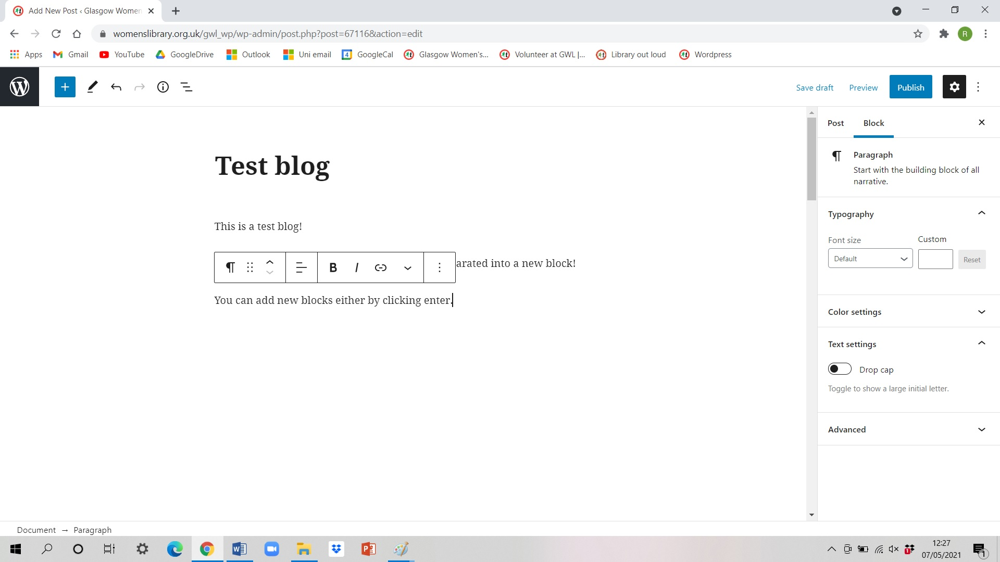 Add New Post ‹ Glasgow Women
womenslibrary.org.uk/gwl_wp/wp-admin/post.php?post=67116&action=edit
R
Apps Gmail YouTube GoogleDrive Outlook Uni email 4 GoogleCal Glasgow Women's... Volunteer at GWL |... Library out loud Wordpress
Save draft Preview Publish
Post Block
Test blog
Paragraph
Start with the building block of all
narrative.
Typography
This is a test blog!
Font size Custom
Default Reset
arated into a new block!
B I
You can add new blocks either by clicking enter.
Color settings
Text settings
Drop cap
Toggle to show a large initial letter.
Advanced
Document → Paragraph
12:27
07/05/2021
1
1